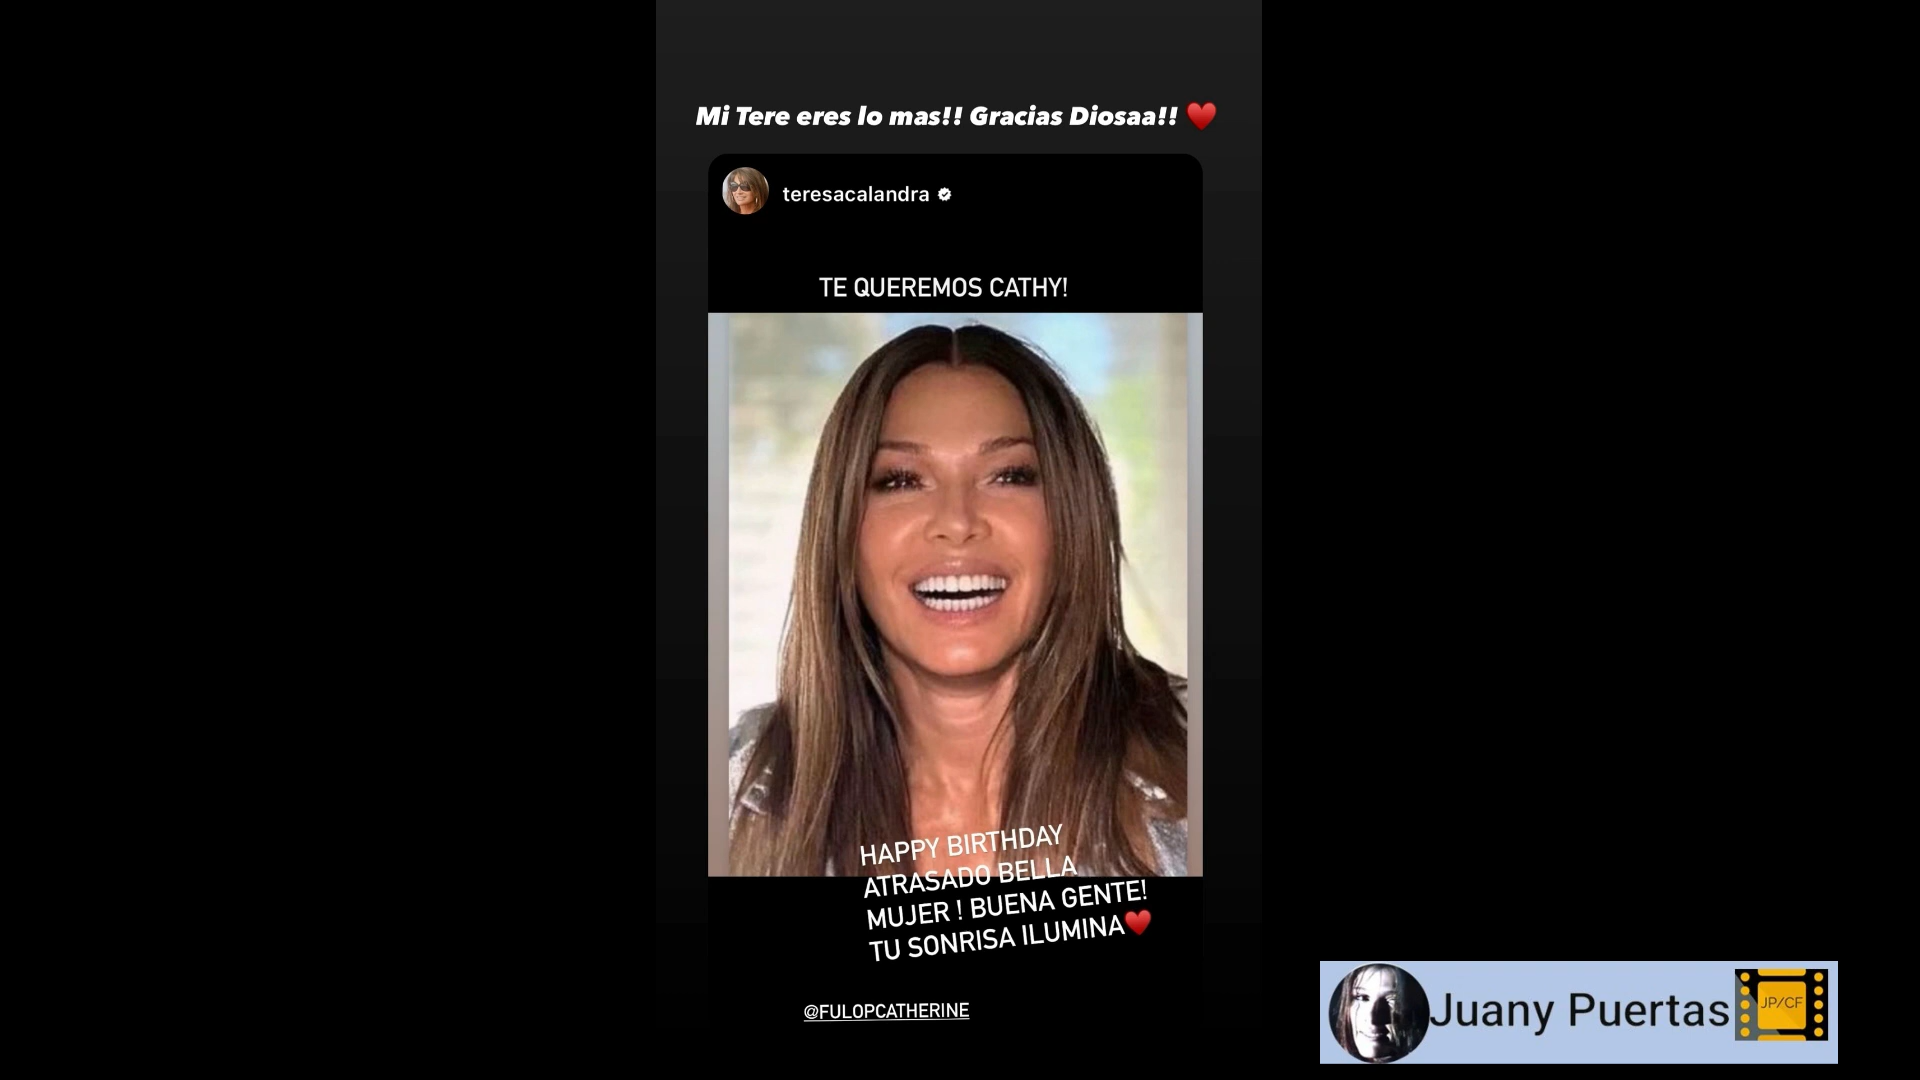 Mi Tere eres lo mas!! Gracias Diosaa!! ♥️
teresacalandra
TE QUEREMOS CATHY!
HAPPY BIRTHDAY
ATRASADO BELLA
MUJER ! BUENA GENTE!
TU SONRISA ILUMINA♥️
@FULOPCATHERINE
Juany Puertas
JP/CF